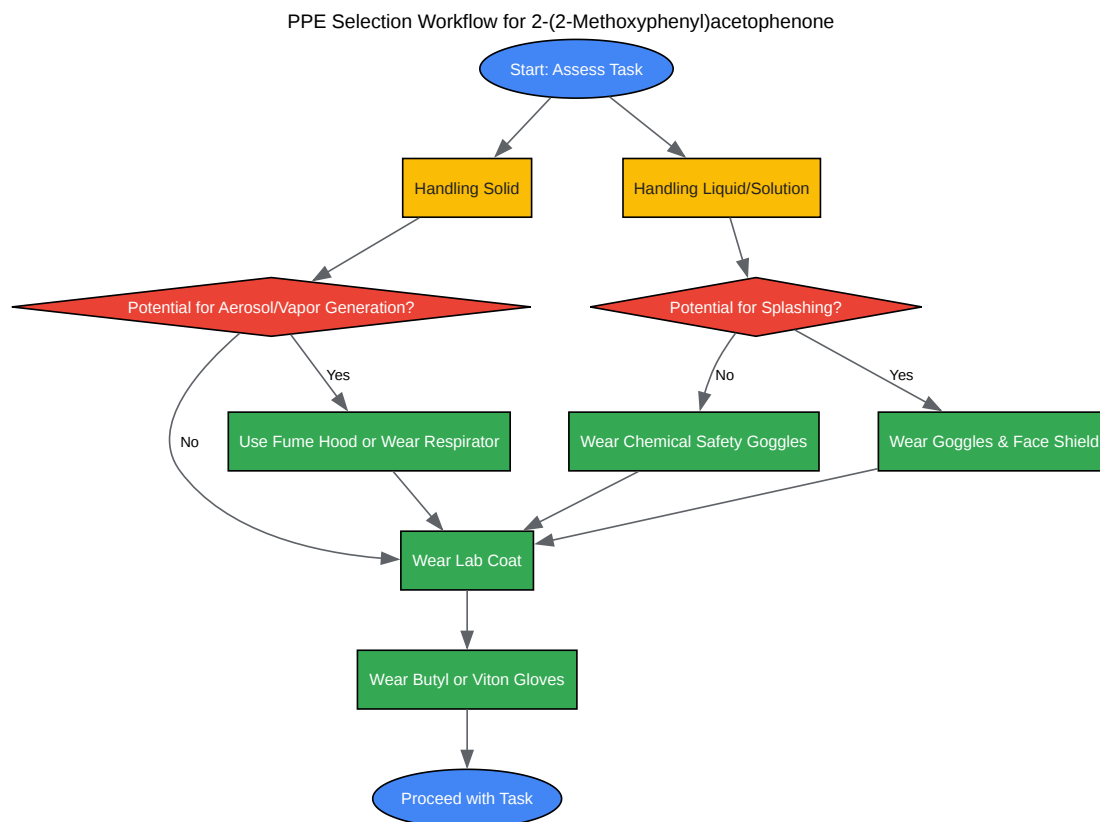 PPE Selection Workflow for 2-(2-Methoxyphenyl)acetophenone
Start: Assess Task
Handling Solid
Handling Liquid/Solution
Potential for Aerosol/Vapor Generation?
Potential for Splashing?
Yes
No
Yes
No
Use Fume Hood or Wear Respirator
Wear Chemical Safety Goggles
Wear Goggles & Face Shield
Wear Lab Coat
Wear Butyl or Viton Gloves
Proceed with Task